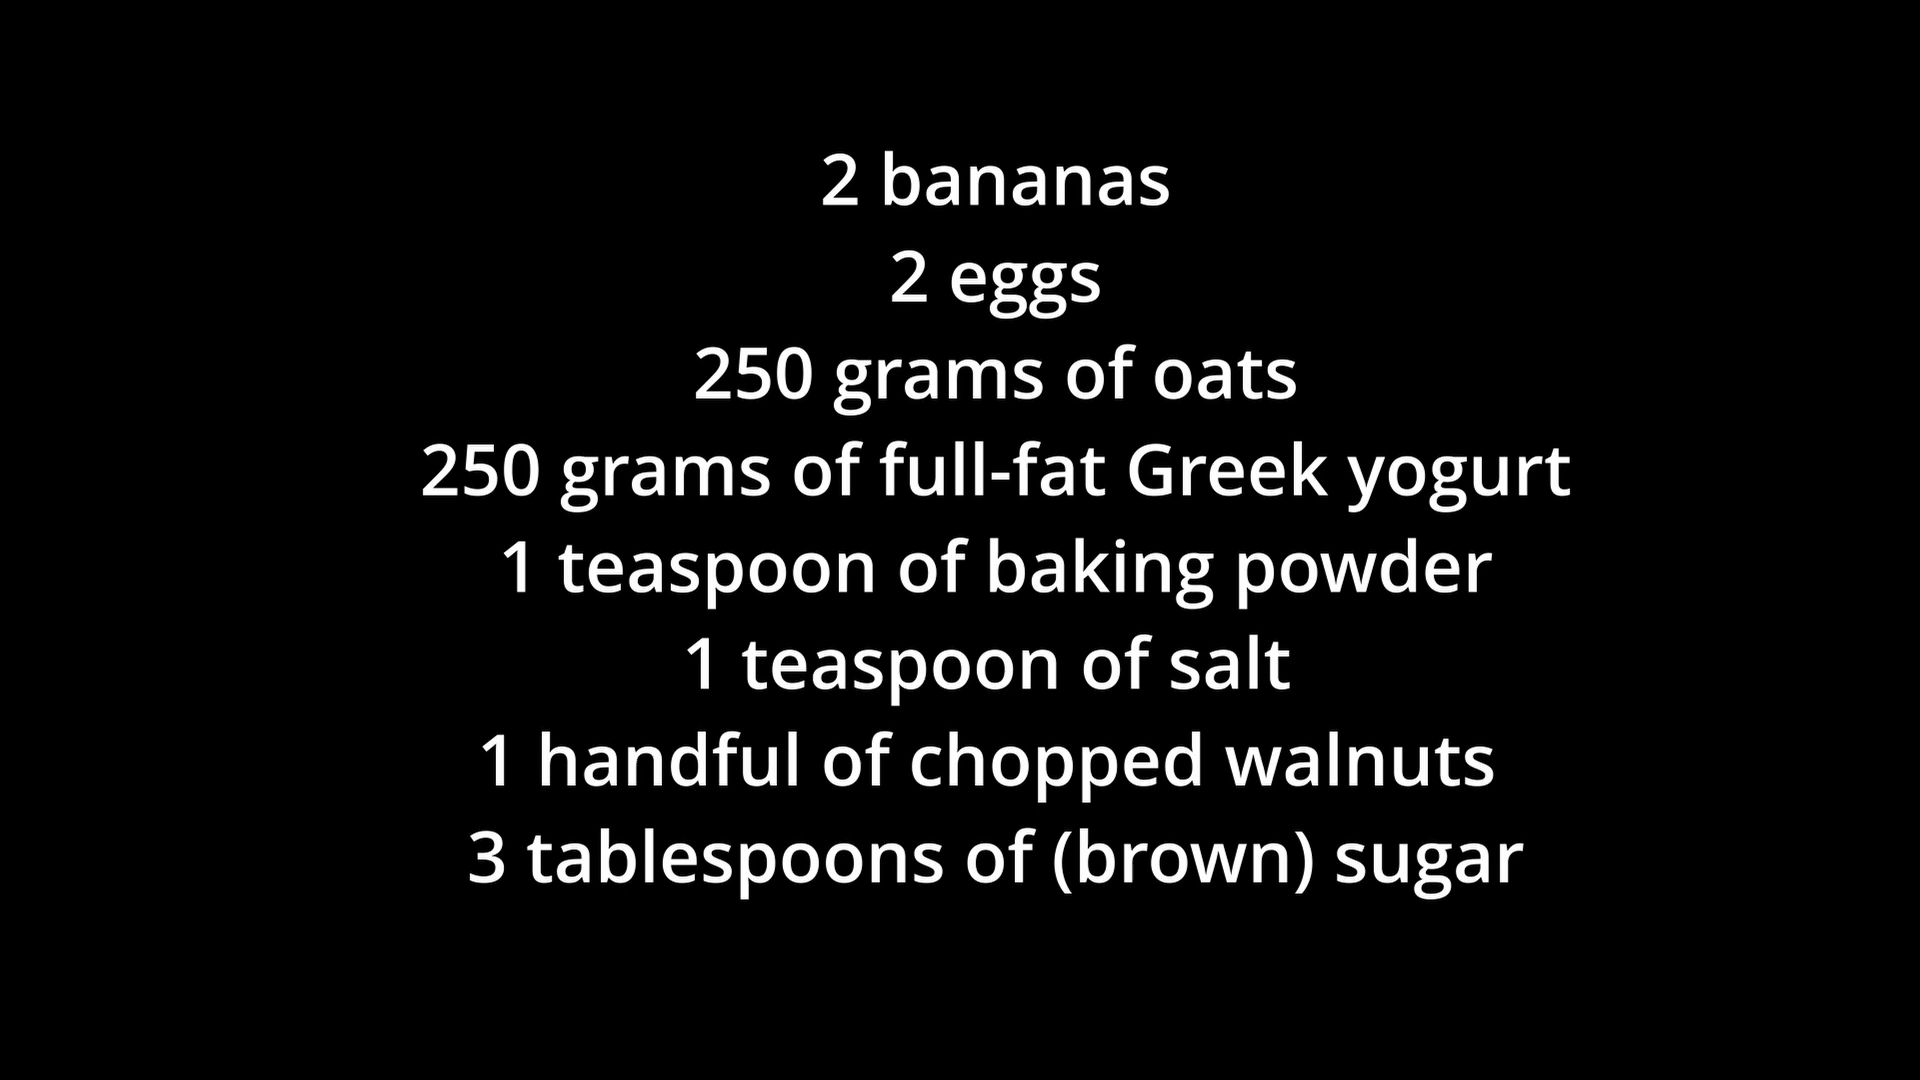 2 bananas
2 eggs
250 grams of oats
250 grams of full-fat Greek yogurt
1 teaspoon of baking powder
1 teaspoon of salt
1 handful of chopped walnuts
3 tablespoons of (brown) sugar